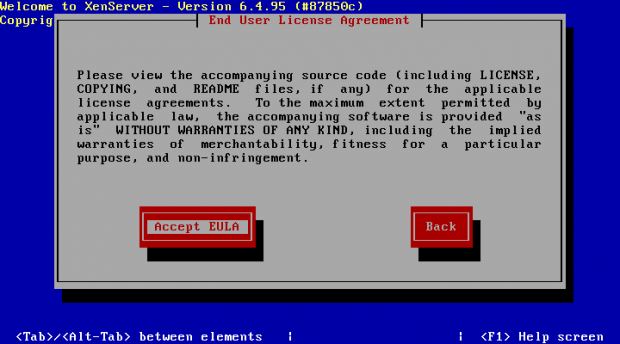 Welcome to XenServer - Version 6.4.95 (#87850c)
Copyrig
End User License Agreement
Please view the accompanying source code (including LICENSE,
COPYING, and README files, if any) for the applicable
license agreements. To the maximum extent permitted by
applicable law, the accompanying software is provided "as
is" WITHOUT WARRANTIES OF ANY KIND, including the implied
warranties of merchantability, fitness for a particular
purpose, and non-infringement.
Accept EULA
Back
<Tab>/<Alt-Tab> between elements | | <F1> Help screen